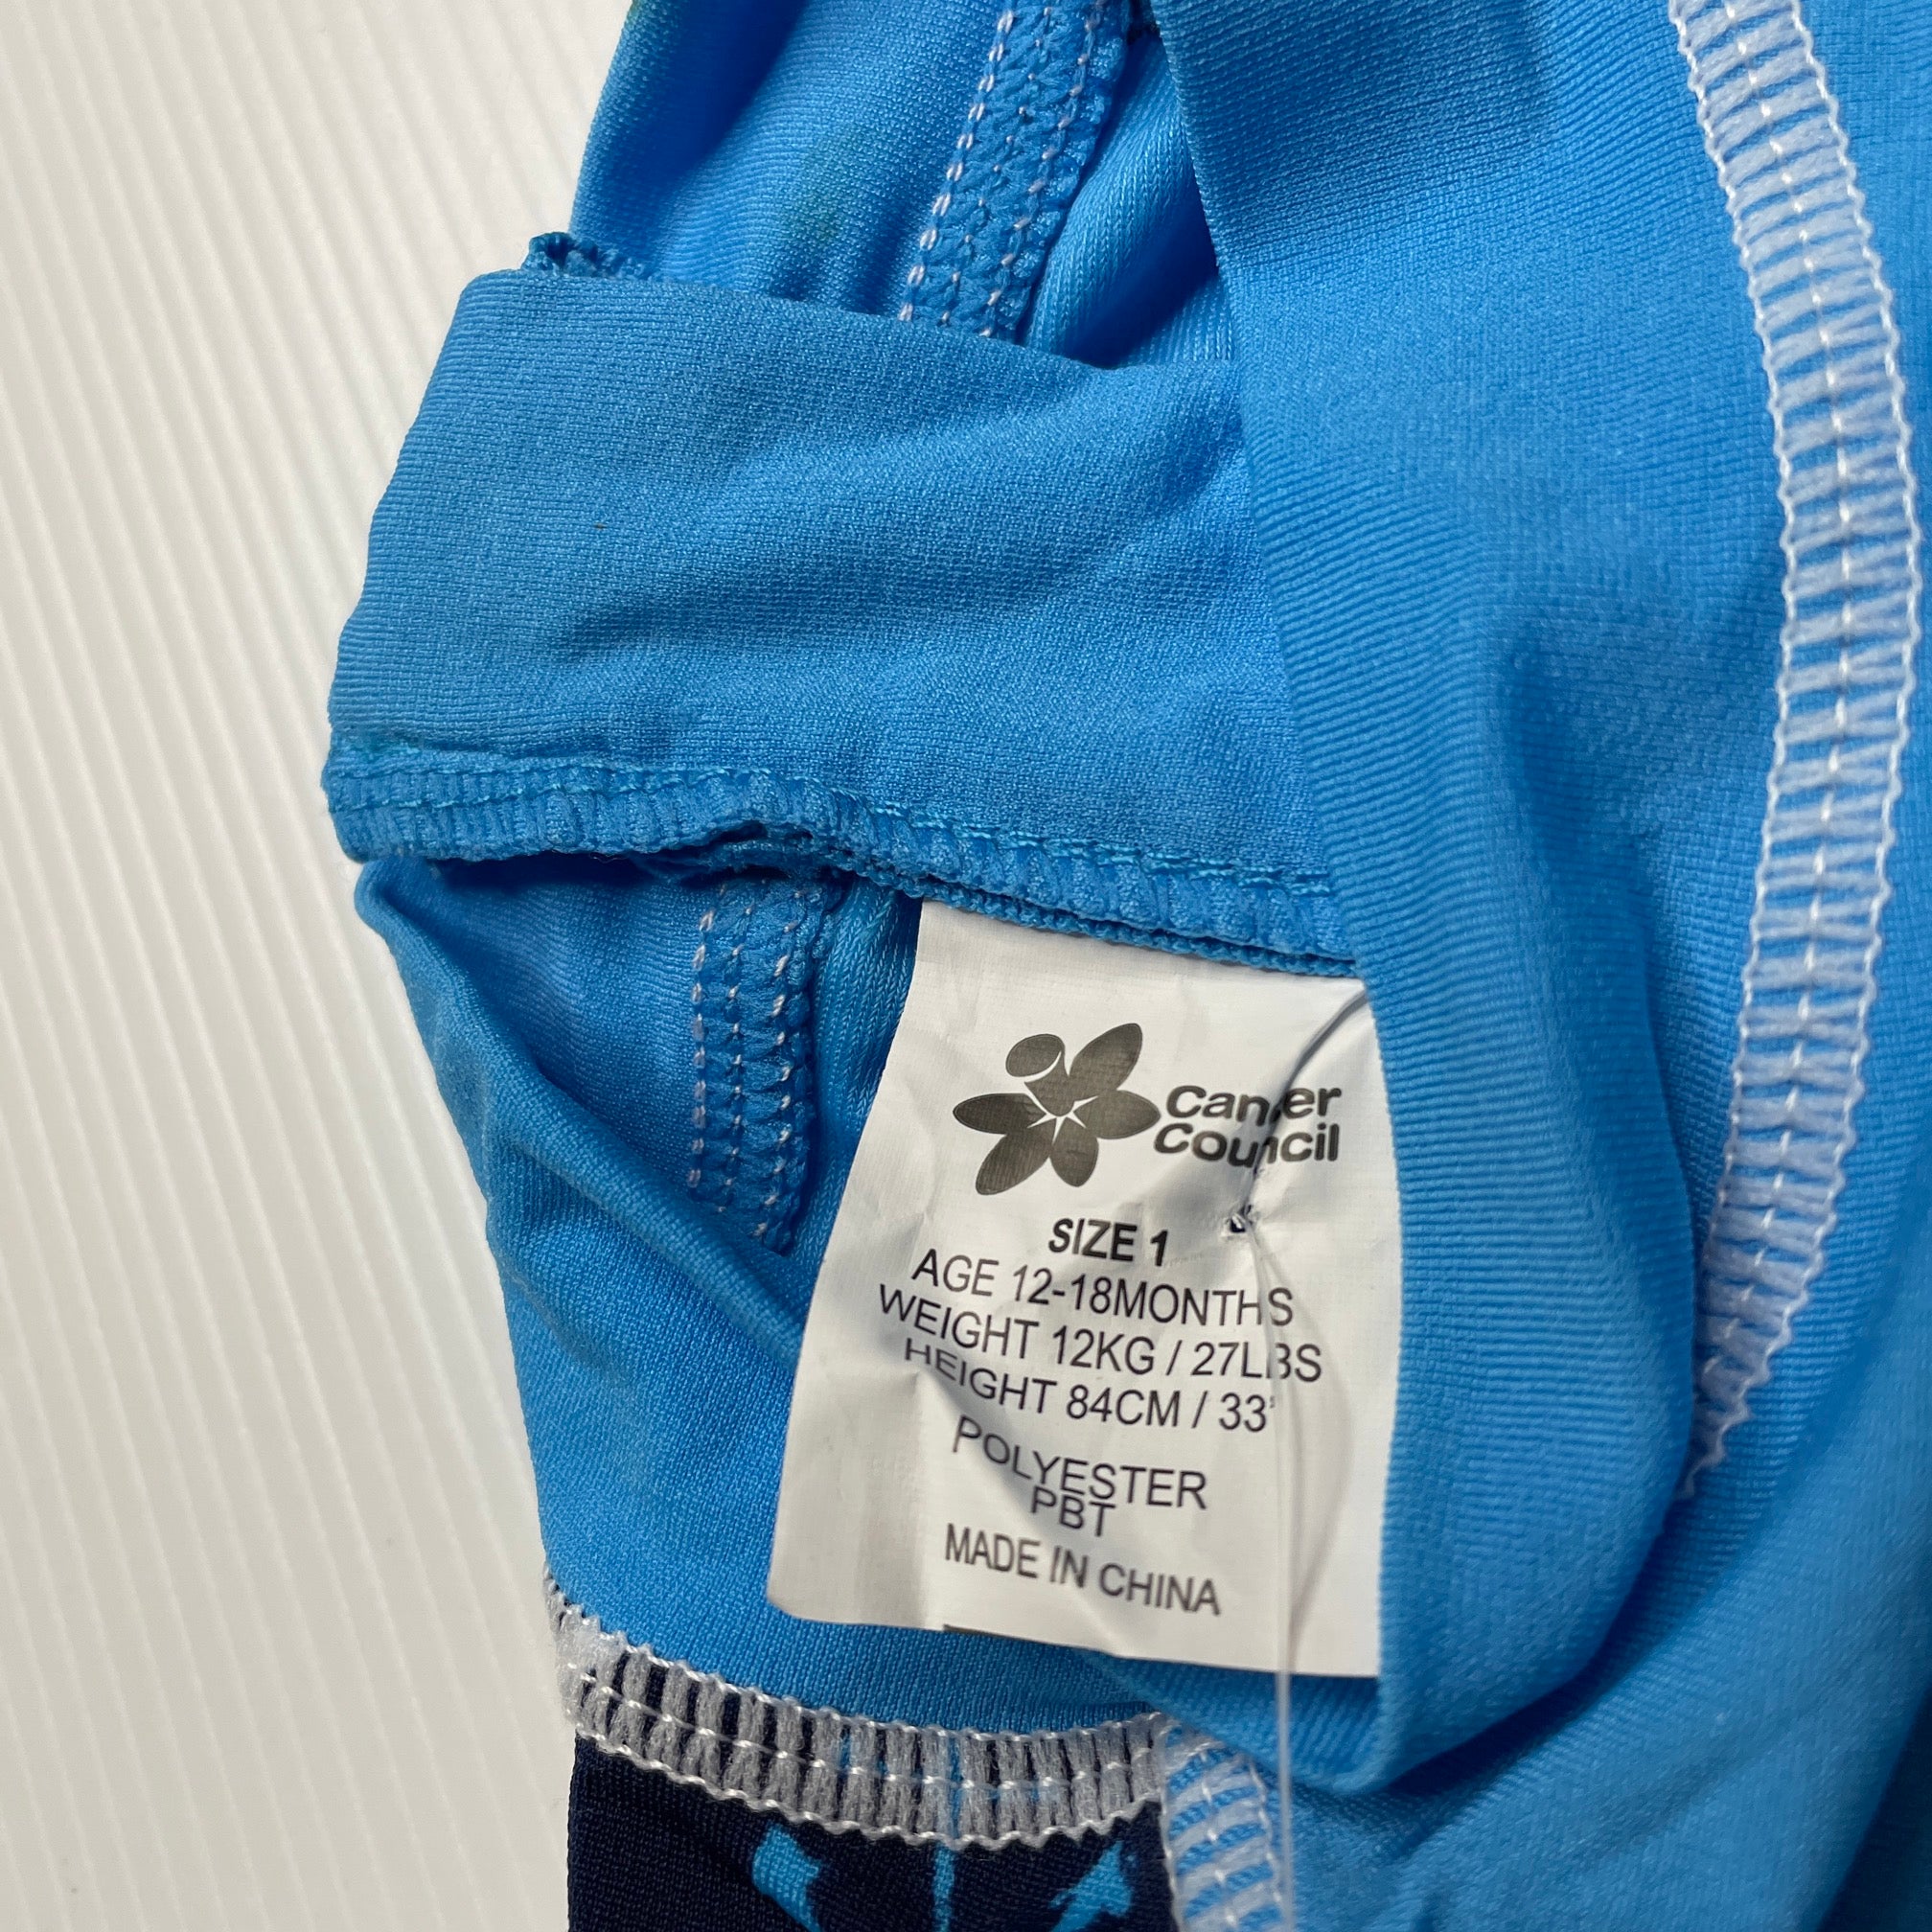 Cancer
Council
SIZE 1
AGE 12-18MONTHS
WEIGHT 12KG / 27LBS
HEIGHT 84CM / 33"
POLYESTER
PBT
MADE IN CHINA